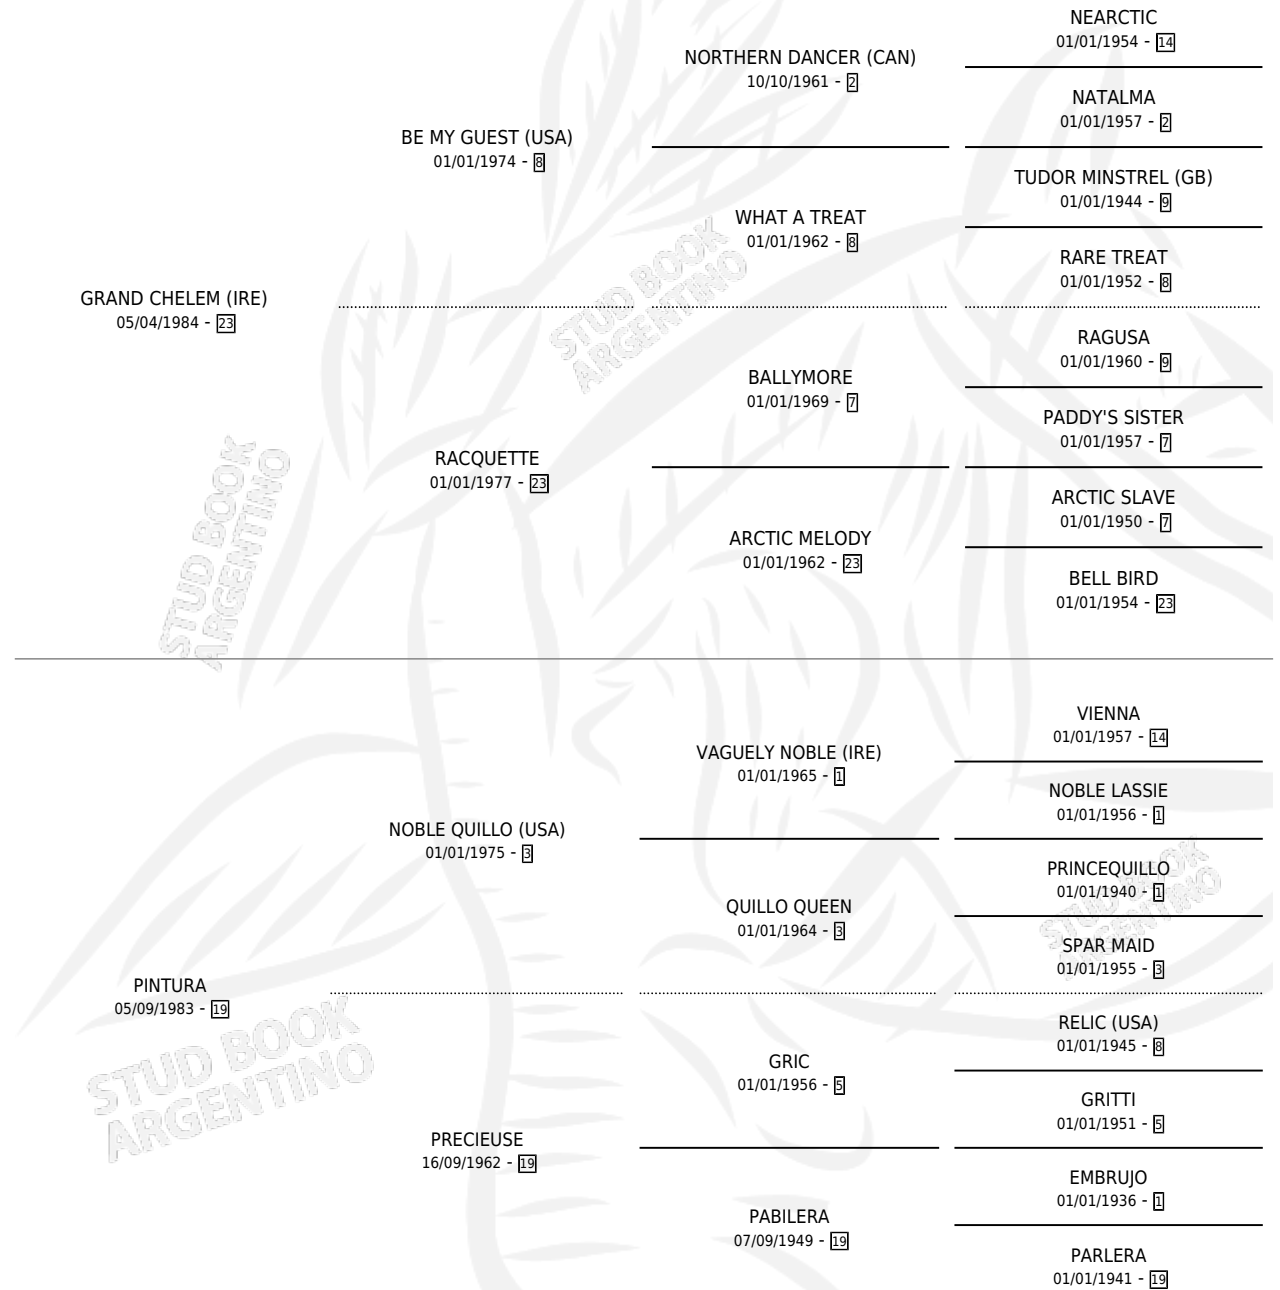 NEARCTIC
01/01/1954 - 14
NORTHERN DANCER (CAN)
10/10/1961 - 2
NATALMA
01/01/1957 - 2
BE MY GUEST (USA)
01/01/1974 - 8
TUDOR MINSTREL (GB)
01/01/1944 - 9
WHAT A TREAT
01/01/1962 - 8
RARE TREAT
01/01/1952 - 8
GRAND CHELEM (IRE)
05/04/1984 - 23
STUD BOOK
ARGENTINO
RAGUSA
01/01/1960 - 9
BALLYMORE
01/01/1969 - 7
PADDY'S SISTER
01/01/1957 - 7
RACQUETTE
01/01/1977 - 23
ARCTIC SLAVE
01/01/1950 - 7
ARCTIC MELODY
01/01/1962 - 23
BELL BIRD
01/01/1954 - 23
STUD BOOK
ARGENTINO
VIENNA
01/01/1957 - 14
VAGUELY NOBLE (IRE)
01/01/1965 - 1
NOBLE LASSIE
01/01/1956 - 1
NOBLE QUILLO (USA)
01/01/1975 - 3
PRINCEQUILLO
01/01/1940 - 1
QUILLO QUEEN
01/01/1964 - 3
SPAR MAID
01/01/1955 - 3
STUD BOOK
ARGENTINO
PINTURA
05/09/1983 - 19
STUD BOOK
ARGENTINO
RELIC (USA)
01/01/1945 - 8
GRIC
01/01/1956 - 5
GRITTI
01/01/1951 - 5
PRECIEUSE
16/09/1962 - 19
EMBRUJO
01/01/1936 - 1
PABILERA
07/09/1949 - 19
PARLERA
01/01/1941 - 19